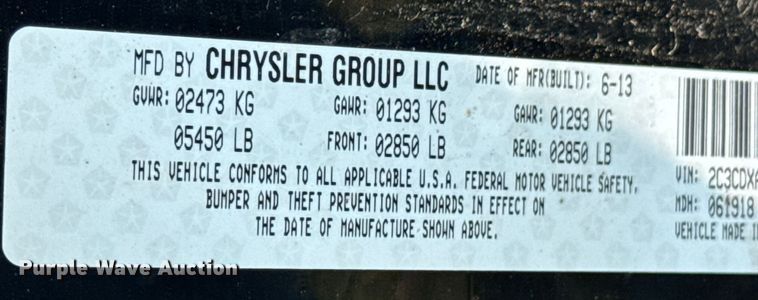 MFD BY CHRYSLER GROUP LLC DATE OF MFR(BUILT): 6-13
GVWR: 02473 KG GAWR: 01293 KG GAWR: 01293 KG
05450 LB FRONT: 02850 LB REAR: 02850 LB
THIS VEHICLE CONFORMS TO ALL APPLICABLE U.S.A. FEDERAL MOTOR VEHICLE SAFETY, VIN: 2C3CDX
BUMPER AND THEFT PREVENTION STANDARDS IN EFFECT ON MDH: 061918
THE DATE OF MANUFACTURE SHOWN ABOVE. VEHICLE MADE I
Purple Wave Auction